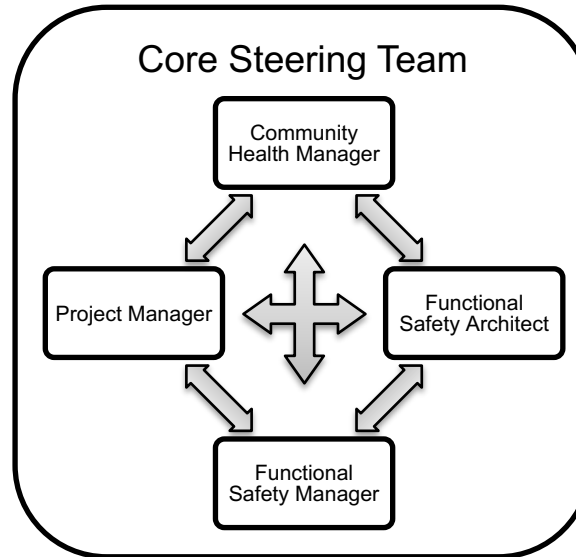 Core Steering Team
Community
Health Manager
Project Manager
Functional
Safety Architect
Functional
Safety Manager